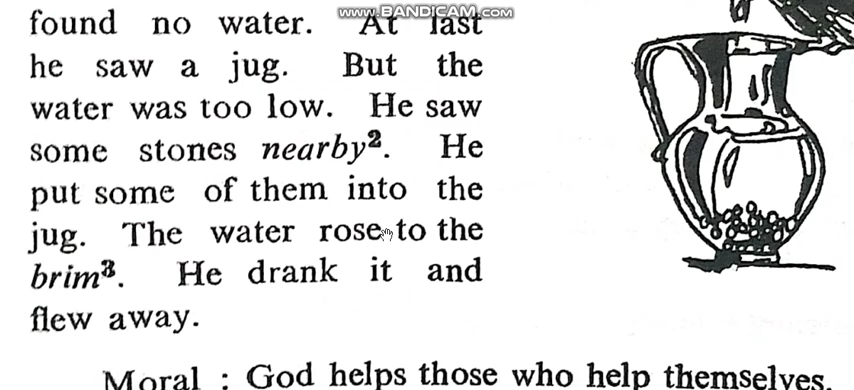 www.BANDICAM.com
found no water. At last
he saw a jug. But the
water was too low. He saw
some stones nearby². He
put some of them into the
jug. The water rose to the
brim³. He drank it and
flew away.
Moral : God helps those who help themselves.